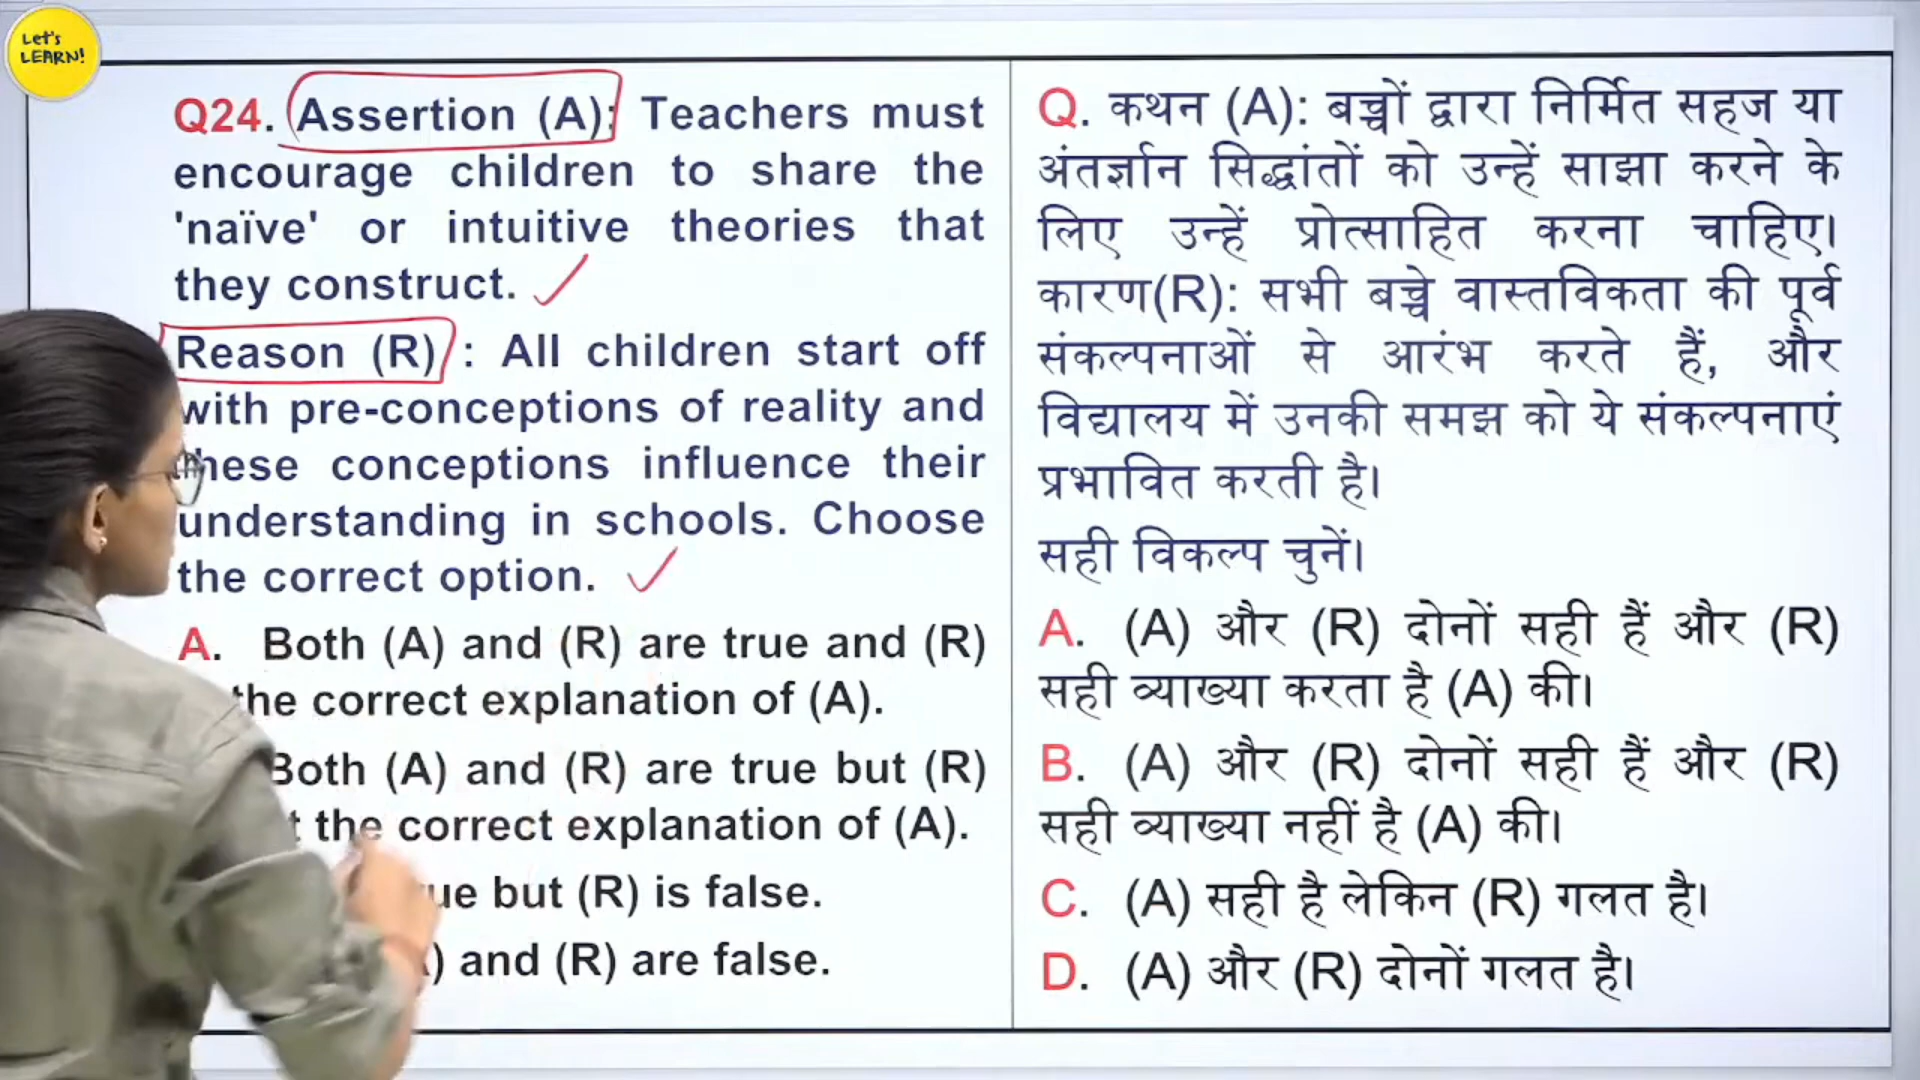 Let's
LEARN!
Q24. Assertion (A): Teachers must
encourage children to share the
'naïve' or intuitive theories that
they construct.
Reason (R) : All children start off
with pre-conceptions of reality and
these conceptions influence their
understanding in schools. Choose
the correct option.
A. Both (A) and (R) are true and (R)
the correct explanation of (A).
Both (A) and (R) are true but (R)
the correct explanation of (A).
but (R) is false.
and (R) are false.
Q. कथन (A): बच्चों द्वारा निर्मित सहज या
अंतर्ज्ञान सिद्धांतों को उन्हें साझा करने के
लिए उन्हें प्रोत्साहित करना चाहिए।
कारण(R): सभी बच्चे वास्तविकता की पूर्व
संकल्पनाओं से आरंभ करते हैं, और
विद्यालय में उनकी समझ को ये संकल्पनाएं
प्रभावित करती है।
सही विकल्प चुनें।
A. (A) और (R) दोनों सही हैं और (R)
सही व्याख्या करता है (A) की।
B. (A) और (R) दोनों सही हैं और (R)
सही व्याख्या नहीं है (A) की।
C. (A) सही है लेकिन (R) गलत है।
D. (A) और (R) दोनों गलत है।